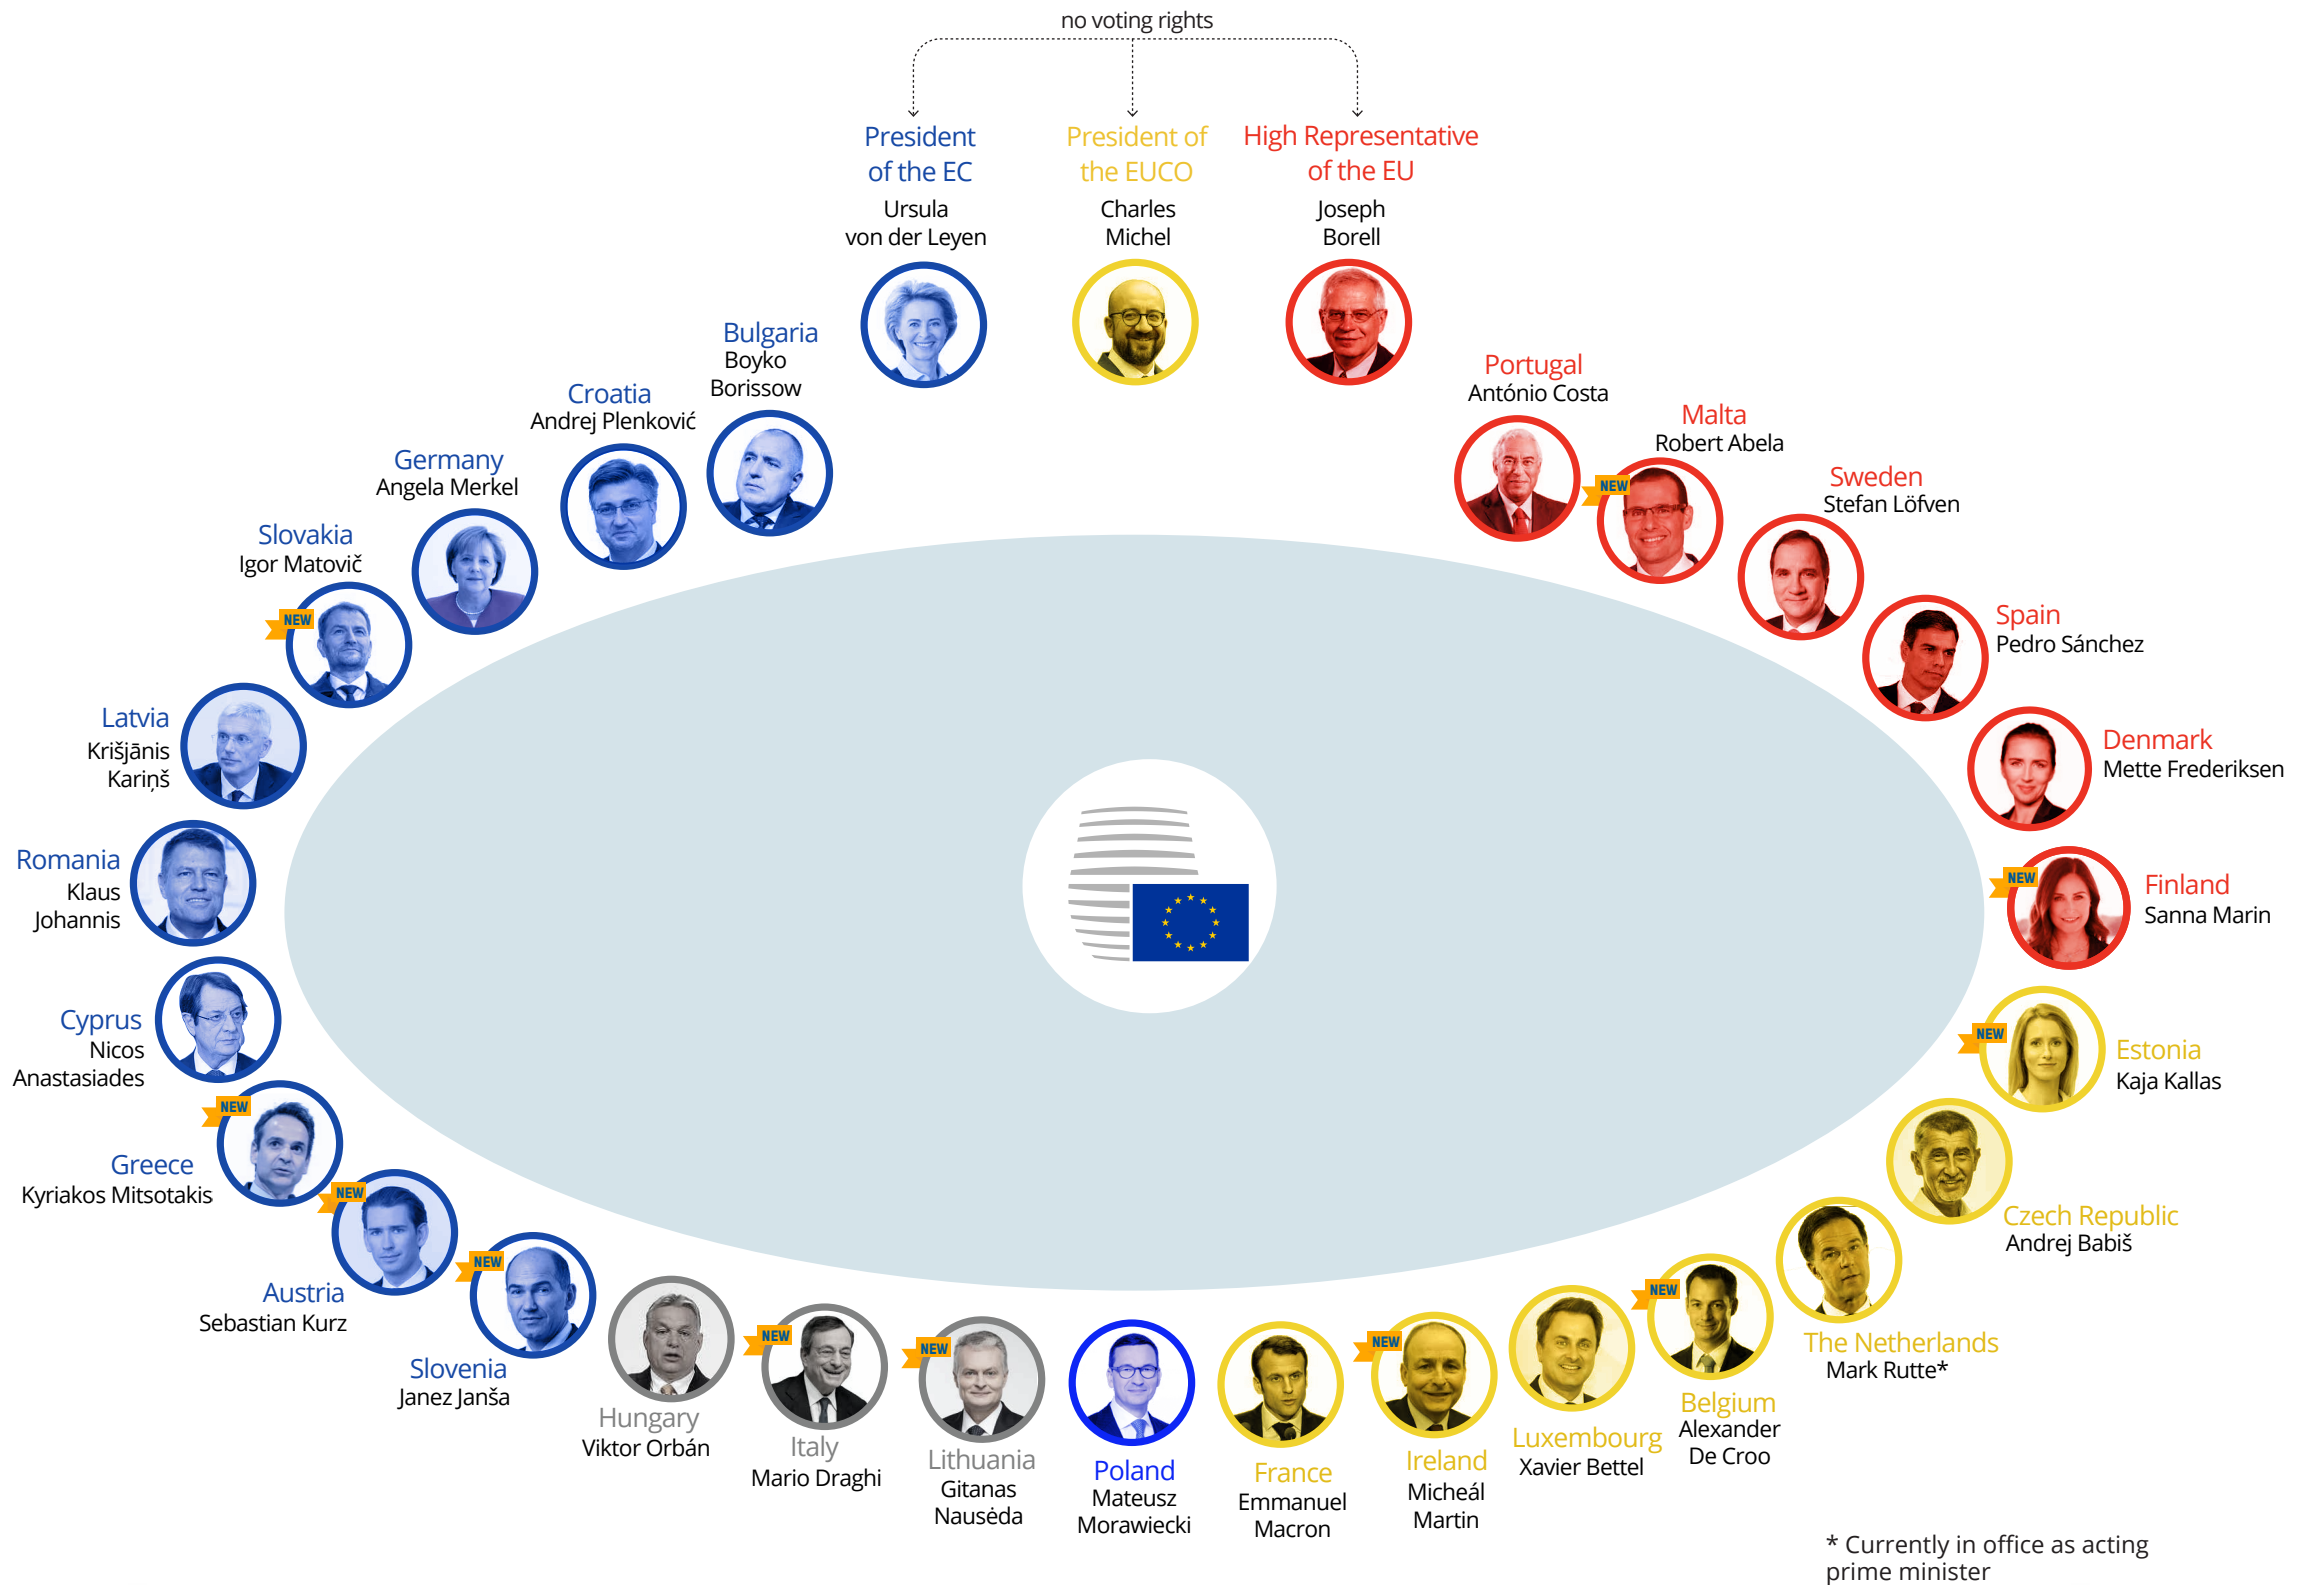 no voting rights
President
of the EC
Ursula
von der Leyen
President of
the EUCO
Charles
Michel
High Representative
of the EU
Joseph
Borell
Portugal
António Costa
NEW
Malta
Robert Abela
Sweden
Stefan Löfven
Spain
Pedro Sánchez
Denmark
Mette Frederiksen
NEW
Finland
Sanna Marin
NEW
Estonia
Kaja Kallas
Czech Republic
Andrej Babiš
The Netherlands
Mark Rutte*
NEW
Belgium
Alexander
De Croo
Luxembourg
Xavier Bettel
NEW
Ireland
Micheál
Martin
France
Emmanuel
Macron
Poland
Mateusz
Morawiecki
NEW
Lithuania
Gitanas
Nausėda
NEW
Italy
Mario Draghi
Hungary
Viktor Orbán
NEW
Slovenia
Janez Janša
NEW
Austria
Sebastian Kurz
NEW
Greece
Kyriakos Mitsotakis
Cyprus
Nicos
Anastasiades
Romania
Klaus
Johannis
Latvia
Krišjānis
Kariņš
NEW
Slovakia
Igor Matovič
Germany
Angela Merkel
Croatia
Andrej Plenković
Bulgaria
Boyko
Borissow
* Currently in office as acting
prime minister